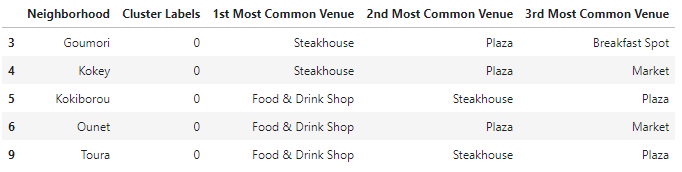 Neighborhood Cluster Labels 1st Most Common Venue 2nd Most Common Venue 3rd Most Common Venue
3 Goumori 0 Steakhouse Plaza Breakfast Spot
4 Kokey 0 Steakhouse Plaza Market
5 Kokiborou 0 Food & Drink Shop Steakhouse Plaza
6 Ounet 0 Food & Drink Shop Plaza Market
9 Toura 0 Food & Drink Shop Steakhouse Plaza